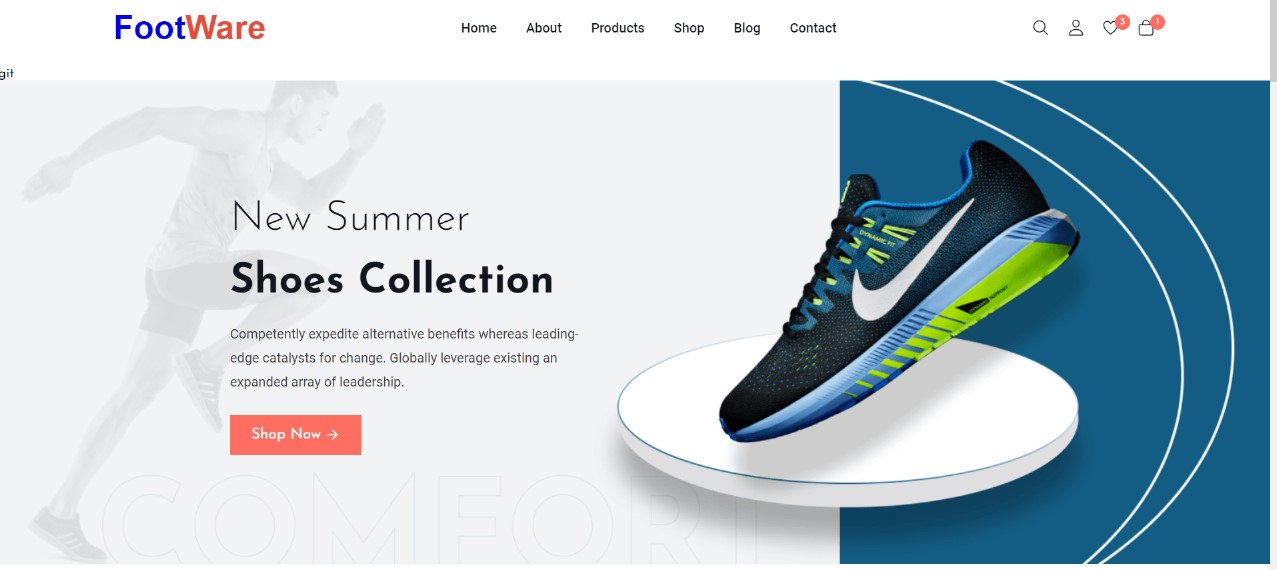 FootWare
Home About Products Shop Blog Contact
3 1
git
New Summer
Shoes Collection
Competently expedite alternative benefits whereas leading-
edge catalysts for change. Globally leverage existing an
expanded array of leadership.
Shop Now →
DYNAMIC FIT
SUPPORT
COMFORT